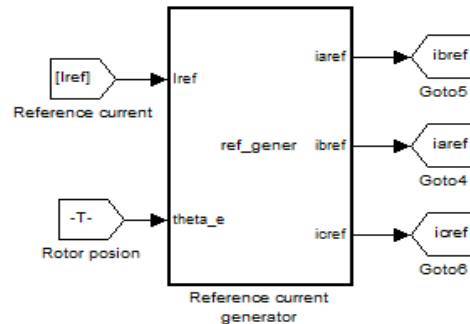 iaref
ibref
Goto5
[Iref]
Iref
Reference current
ref_gener
ibref
iaref
Goto4
-T-
theta_e
Rotor posion
icref
icref
Goto6
Reference current
generator